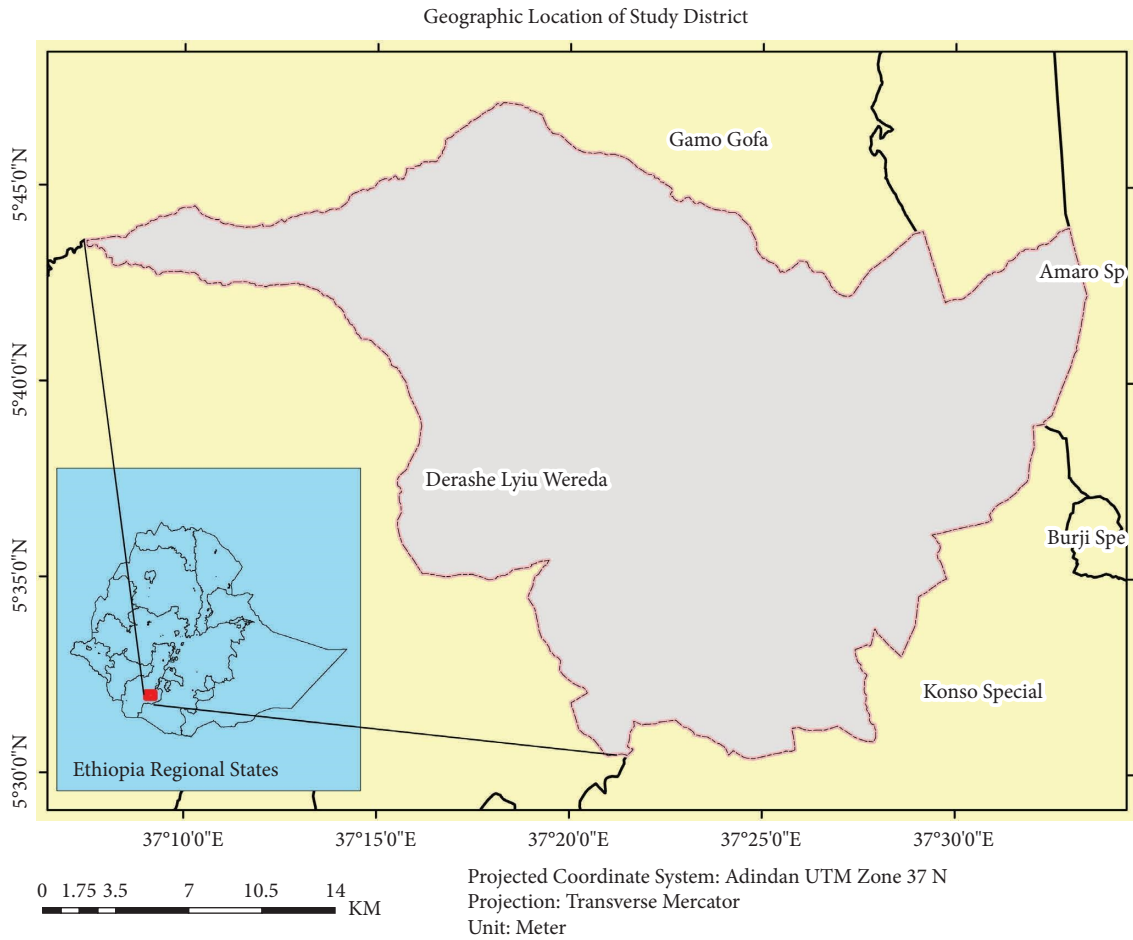 Geographic Location of Study District
Gamo Gofa
5°45'0"N
Amaro Sp
5°40'0"N
Derashe Lyiu Wereda
Burji Spe
5°35'0"N
Konso Special
Ethiopia Regional States
5°30'0"N
37°10'0"E 37°15'0"E 37°20'0"E 37°25'0"E 37°30'0"E
0 1.75 3.5 7 10.5 14
KM
Projected Coordinate System: Adindan UTM Zone 37 N
Projection: Transverse Mercator
Unit: Meter